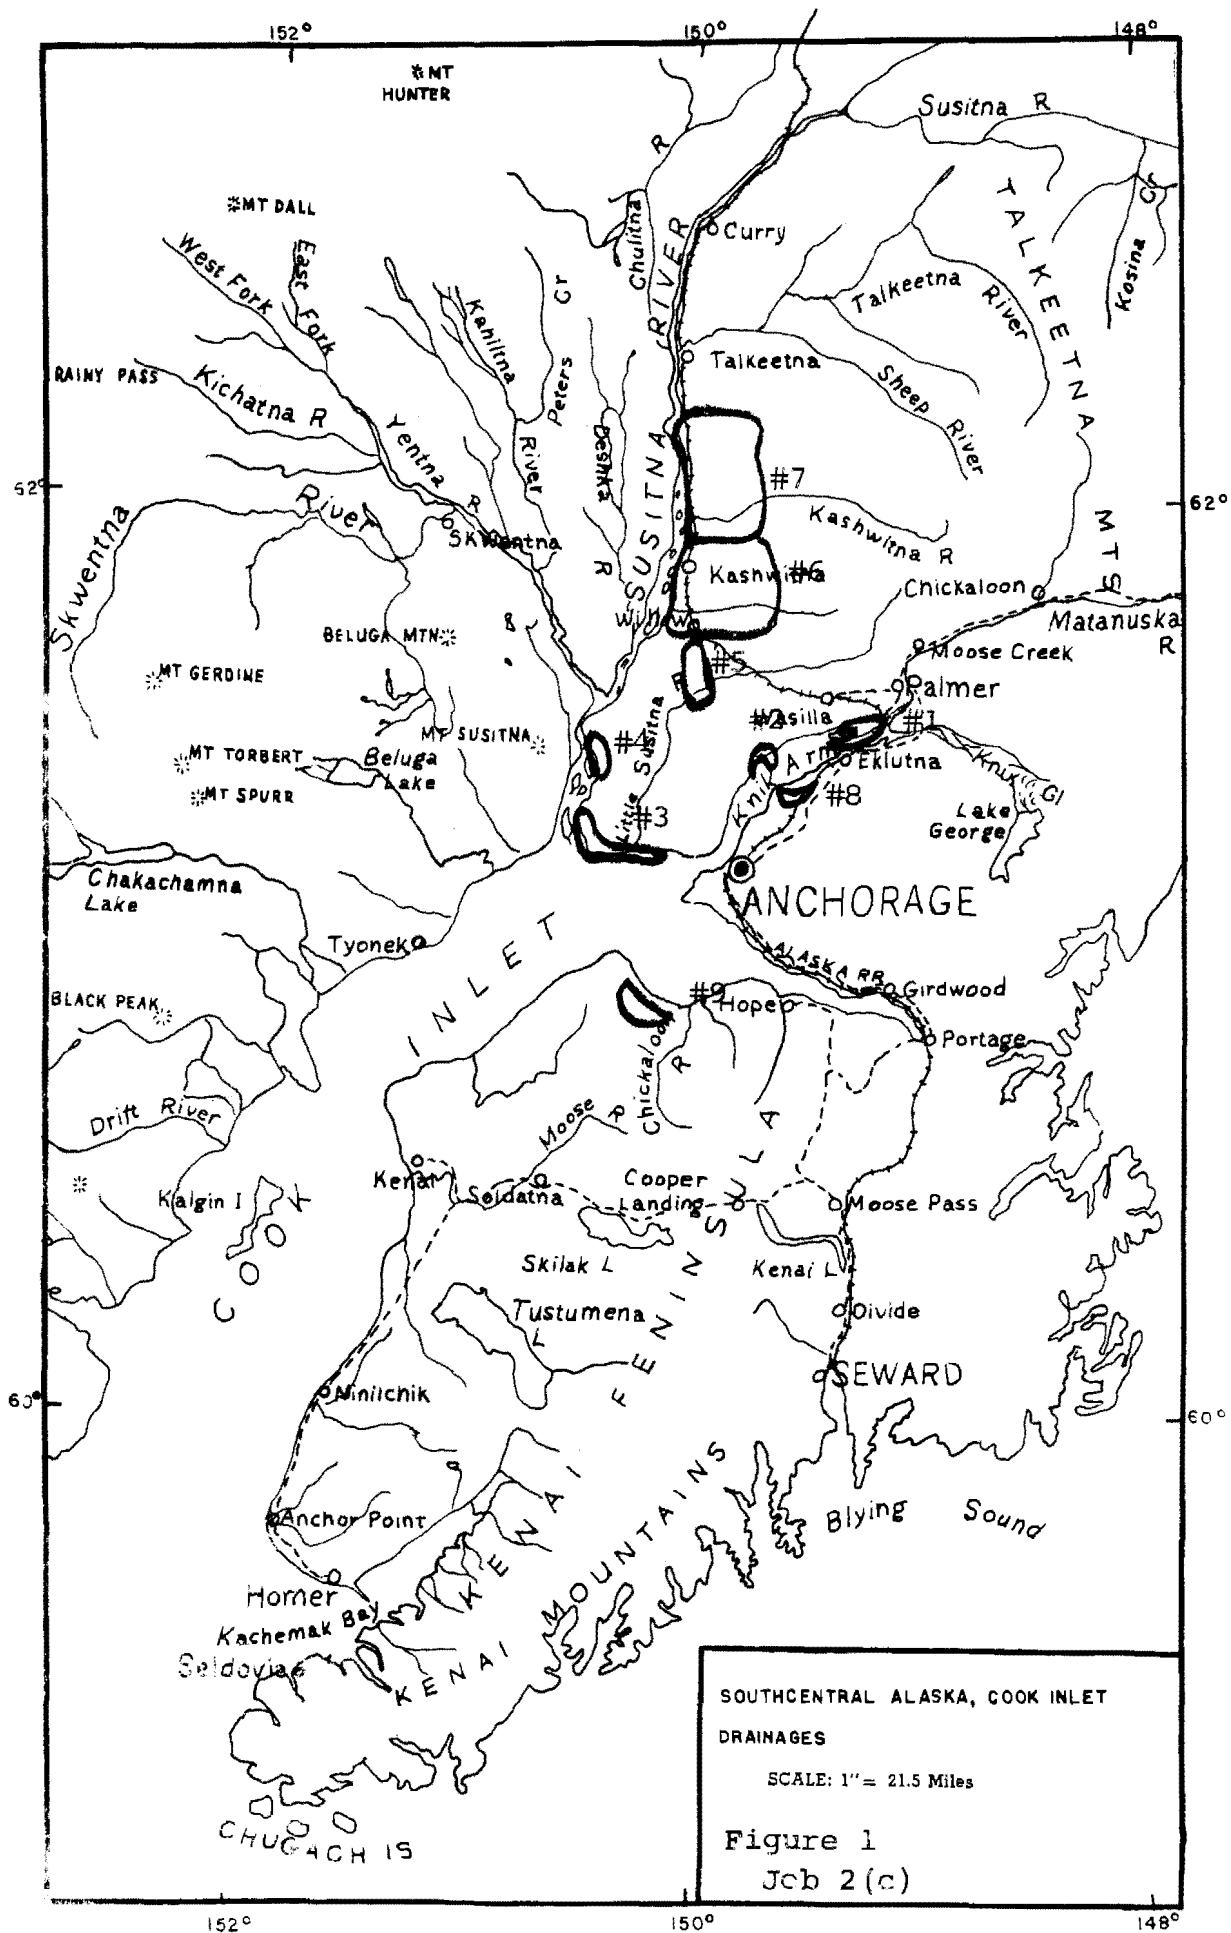 152°
150°
148°
MT
HUNTER
Susitna R
MT DALL
West Fork
East Fork
Kahiltna
River
Peters Cr
Chulitna
R
SUSITNA RIVER
Curry
TALKEETNA
MTS
Kosina
Cr
Talkeetna
River
Talkeetna
Sheep River
RAINY PASS
Kichatna R
Yentna
R
Deshka
R
#7
62°
62°
Skwentna
River
Skwentna
Kashwitna R
Kashwitna
#6
Chickaloon
Willow
Matanuska
R
BELUGA MTN
MT GERDINE
Moose Creek
#5
Palmer
Wasilla
#2
#1
MT SUSITNA
#4
Little Susitna R
MT TORBERT
Beluga
Lake
Knik Arm
Eklutna
Knik Gl
MT SPURR
#8
#3
Lake
George
Chakachamna
Lake
ANCHORAGE
Tyonek
ALASKA RR
COOK INLET
BLACK PEAK
#9
Hope
Girdwood
Portage
Chickaloon
R
Drift River
Moose R
Kenai
Soldatna
Cooper
Landing
Moose Pass
Kalgin I
Skilak L
Kenai L
Tustumena
L
Divide
SEWARD
60°
60°
Ninilchik
KENAI PENINSULA
Anchor Point
Blying Sound
Homer
Kachemak Bay
Seldovia
KENAI MOUNTAINS
CHUGACH IS
SOUTHCENTRAL ALASKA, COOK INLET
DRAINAGES
SCALE: 1" = 21.5 Miles
Figure 1
Job 2(c)
152°
150°
148°